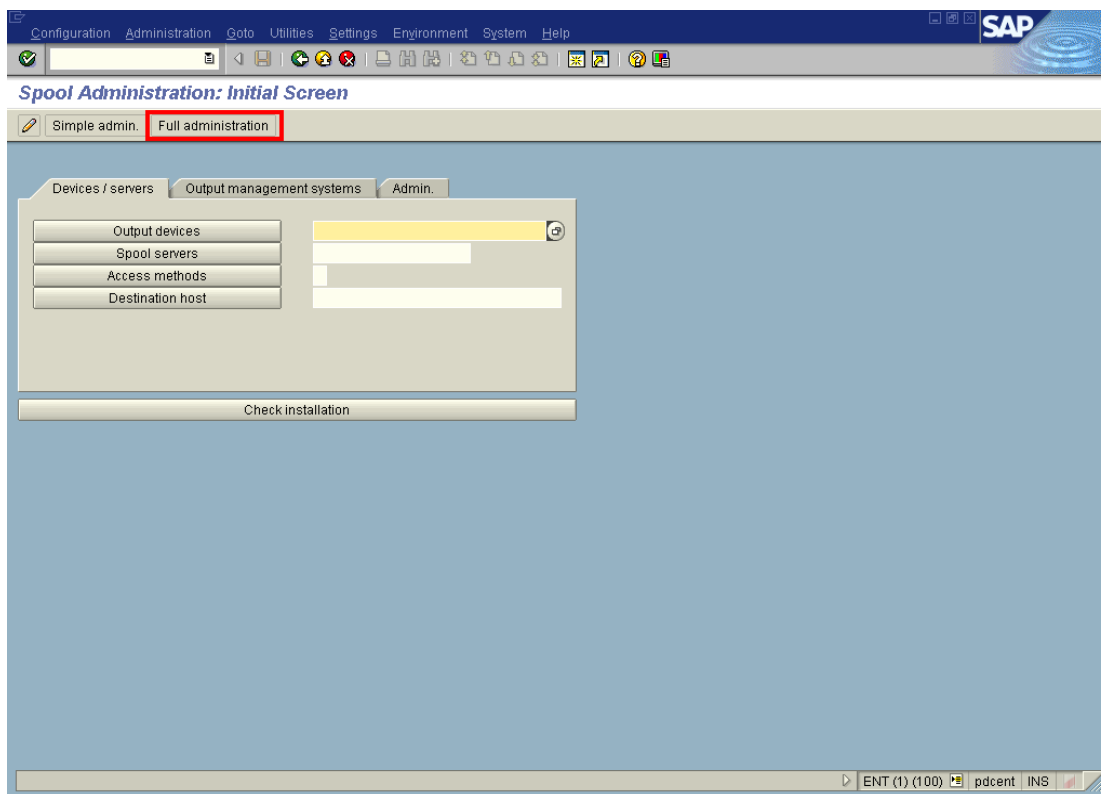 Configuration Administration Goto Utilities Settings Environment System Help
SAP
Spool Administration: Initial Screen
Simple admin. Full administration
Devices / servers Output management systems Admin.
Output devices
Spool servers
Access methods
Destination host
Check installation
ENT (1) (100) pdcent INS